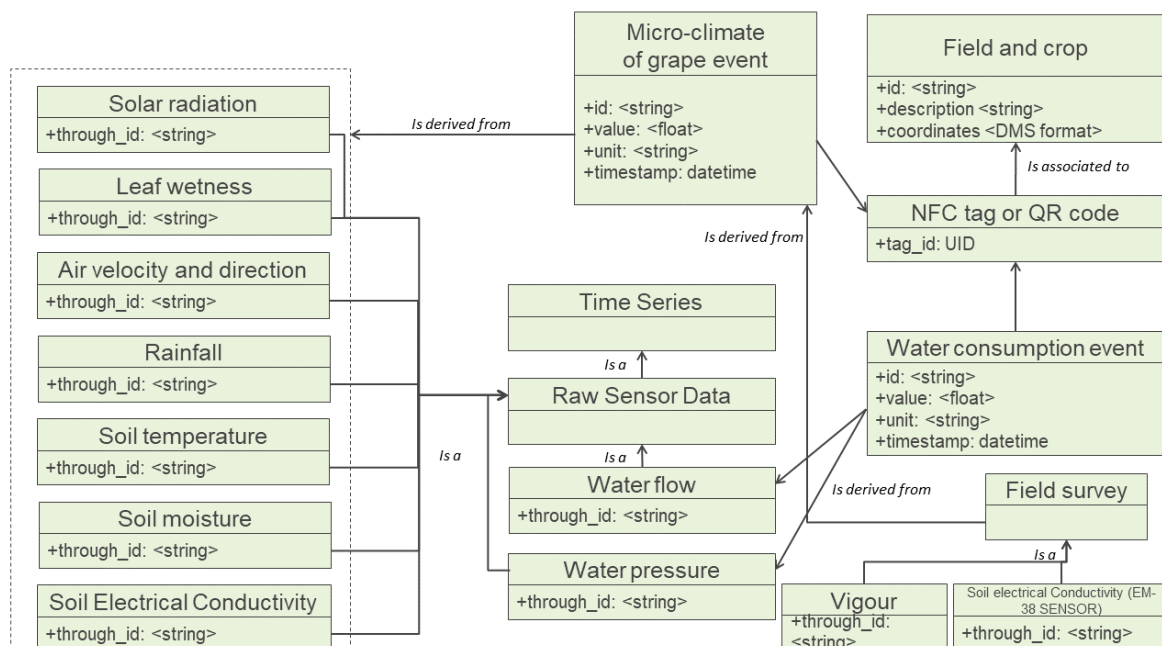 Micro-climate
of grape event
+id: <string>
+value: <float>
+unit: <string>
+timestamp: datetime
Field and crop
+id: <string>
+description <string>
+coordinates <DMS format>
Solar radiation
+through_id: <string>
Is derived from
Leaf wetness
+through_id: <string>
Is associated to
NFC tag or QR code
+tag_id: UID
Is derived from
Air velocity and direction
+through_id: <string>
Time Series
Rainfall
+through_id: <string>
Is a
Raw Sensor Data
Water consumption event
+id: <string>
+value: <float>
+unit: <string>
+timestamp: datetime
Soil temperature
+through_id: <string>
Is a
Is a
Water flow
+through_id: <string>
Is derived from
Field survey
Soil moisture
+through_id: <string>
Water pressure
+through_id: <string>
Is a
Soil Electrical Conductivity
+through_id: <string>
Vigour
+through_id:
<string>
Soil electrical Conductivity (EM-
38 SENSOR)
+through_id: <string>